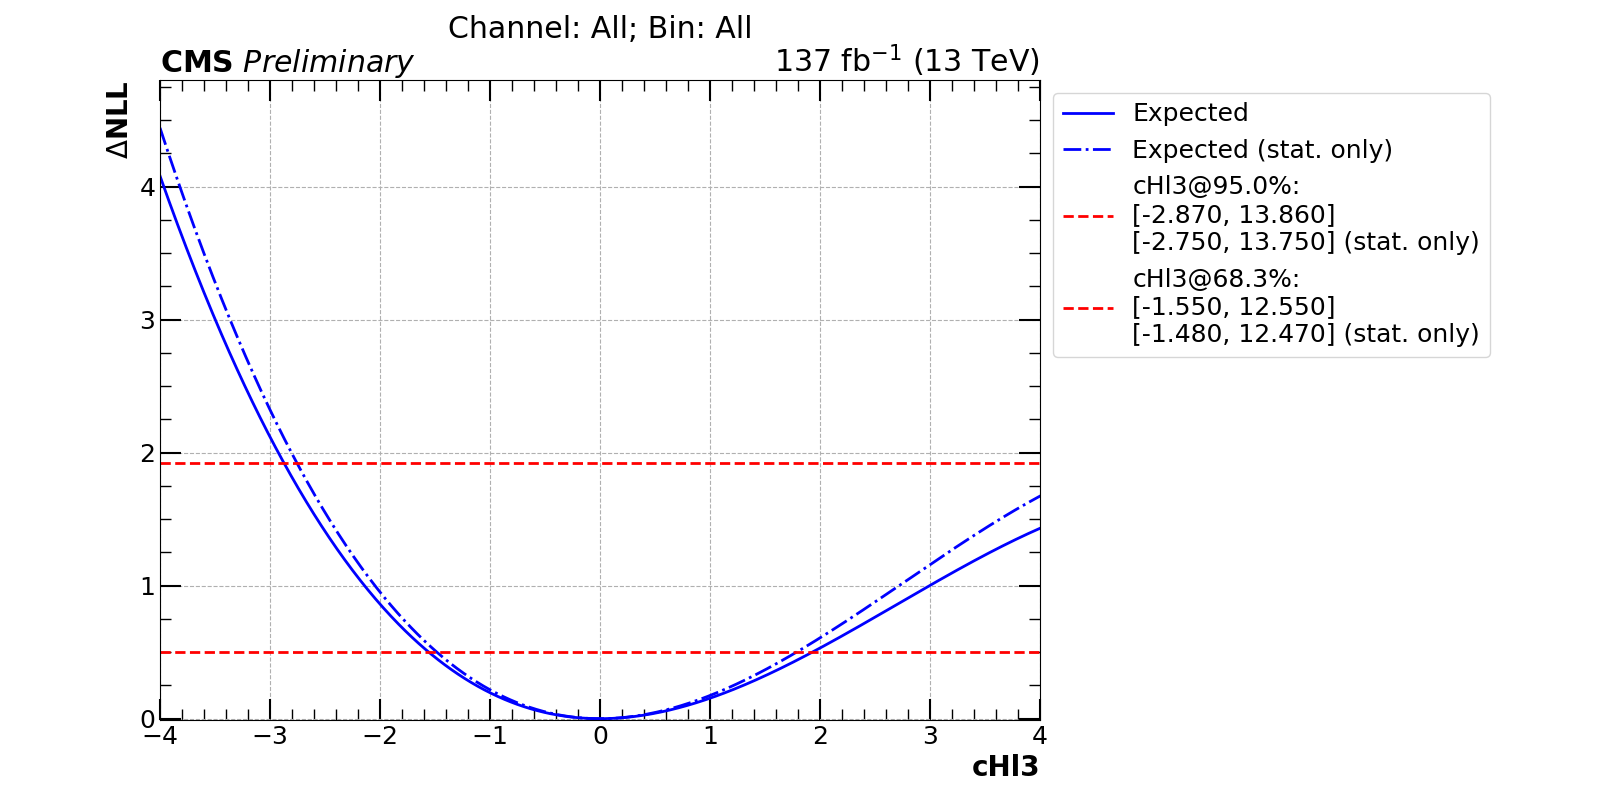 Channel: All; Bin: All
CMS Preliminary
137 fb⁻¹ (13 TeV)
ΔNLL
4
3
2
1
0
−4 −3 −2 −1 0 1 2 3 4
cHl3
Expected
Expected (stat. only)
cHl3@95.0%:
[-2.870, 13.860]
[-2.750, 13.750] (stat. only)
cHl3@68.3%:
[-1.550, 12.550]
[-1.480, 12.470] (stat. only)